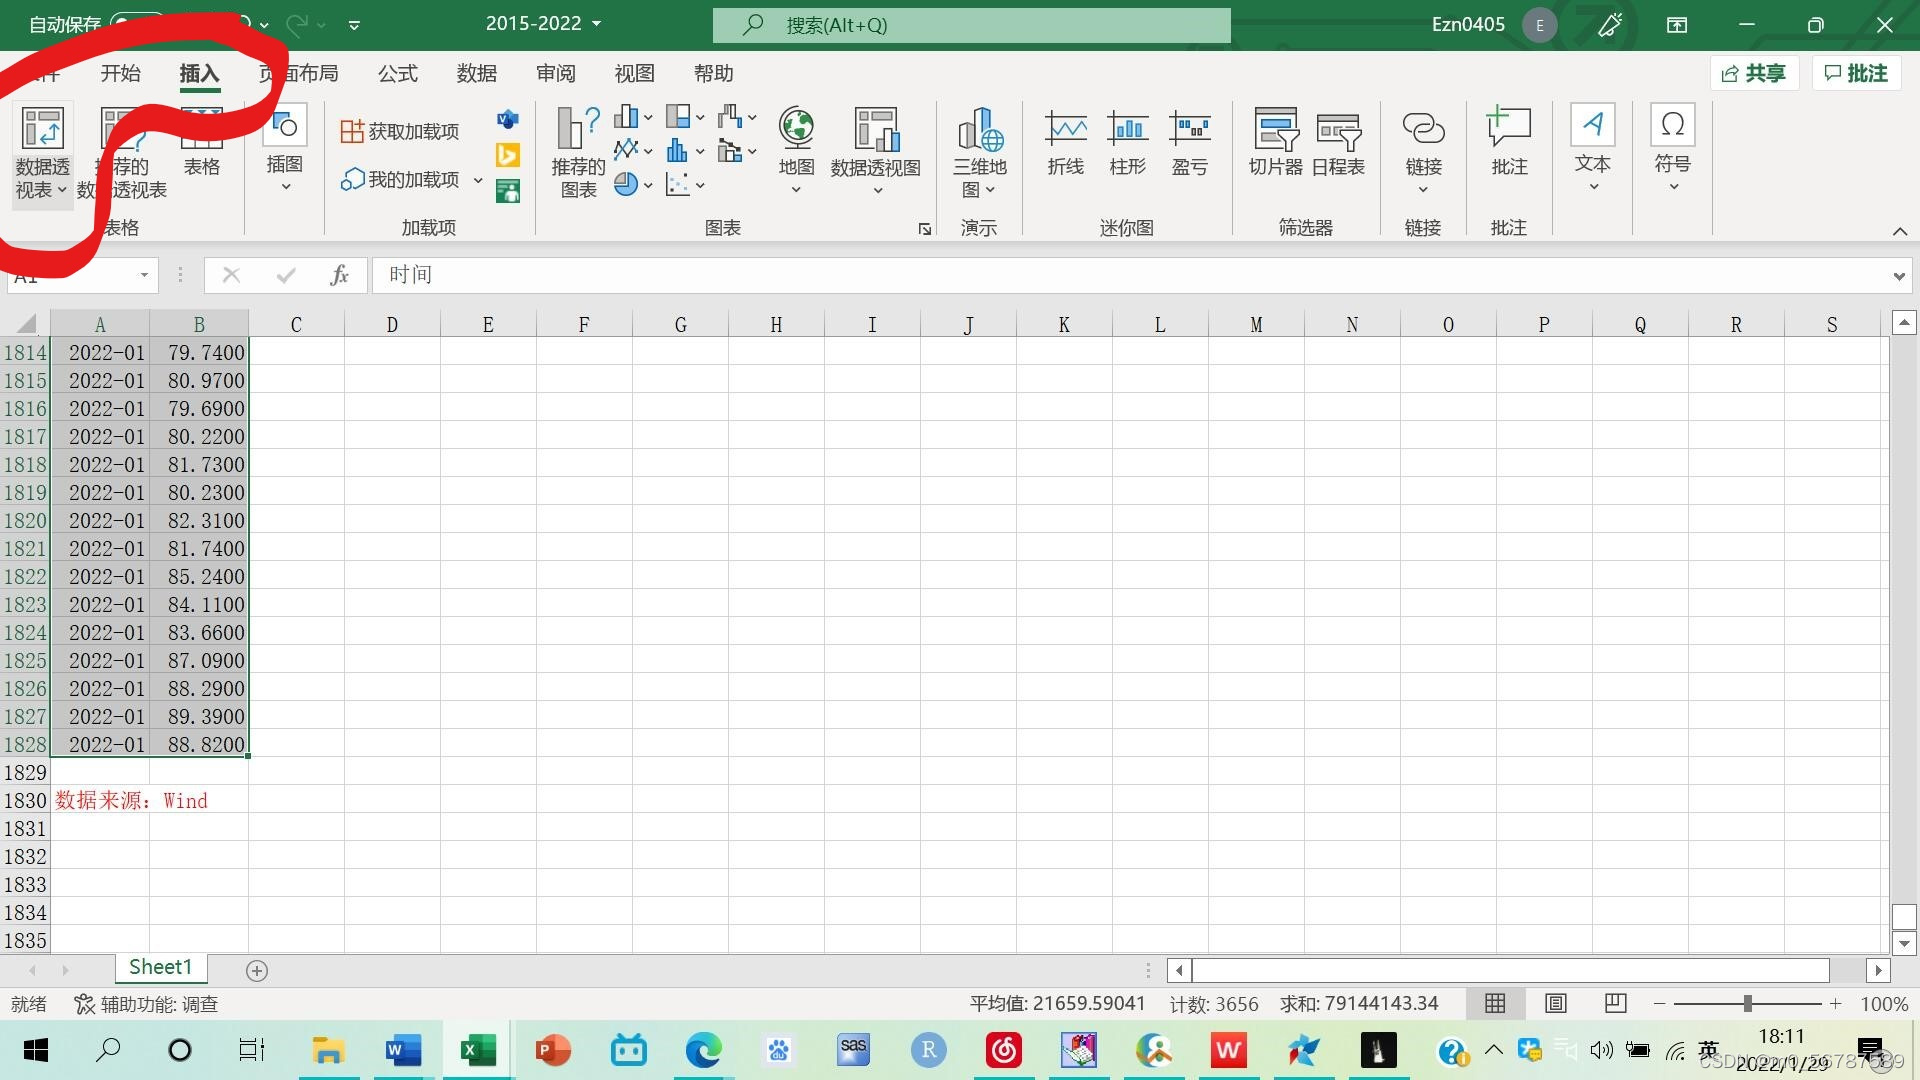 自动保存
2015-2022
搜索(Alt+Q)
Ezn0405
E
开始
插入
页面布局
公式
数据
审阅
视图
帮助
共享
批注
数据透
视表
推荐的
数据透视表
表格
插图
获取加载项
我的加载项
推荐的
图表
地图
数据透视图
三维地
图
折线
柱形
盈亏
切片器
日程表
链接
批注
文本
符号
表格
加载项
图表
演示
迷你图
筛选器
链接
批注
A1
fx
时间
A B C D E F G H I J K L M N O P Q R S
1814 2022-01 79.7400
1815 2022-01 80.9700
1816 2022-01 79.6900
1817 2022-01 80.2200
1818 2022-01 81.7300
1819 2022-01 80.2300
1820 2022-01 82.3100
1821 2022-01 81.7400
1822 2022-01 85.2400
1823 2022-01 84.1100
1824 2022-01 83.6600
1825 2022-01 87.0900
1826 2022-01 88.2900
1827 2022-01 89.3900
1828 2022-01 88.8200
1829
1830 数据来源：Wind
1831
1832
1833
1834
1835
Sheet1
就绪
辅助功能: 调查
平均值: 21659.59041
计数: 3656
求和: 79144143.34
100%
英
18:11
2022/1/29